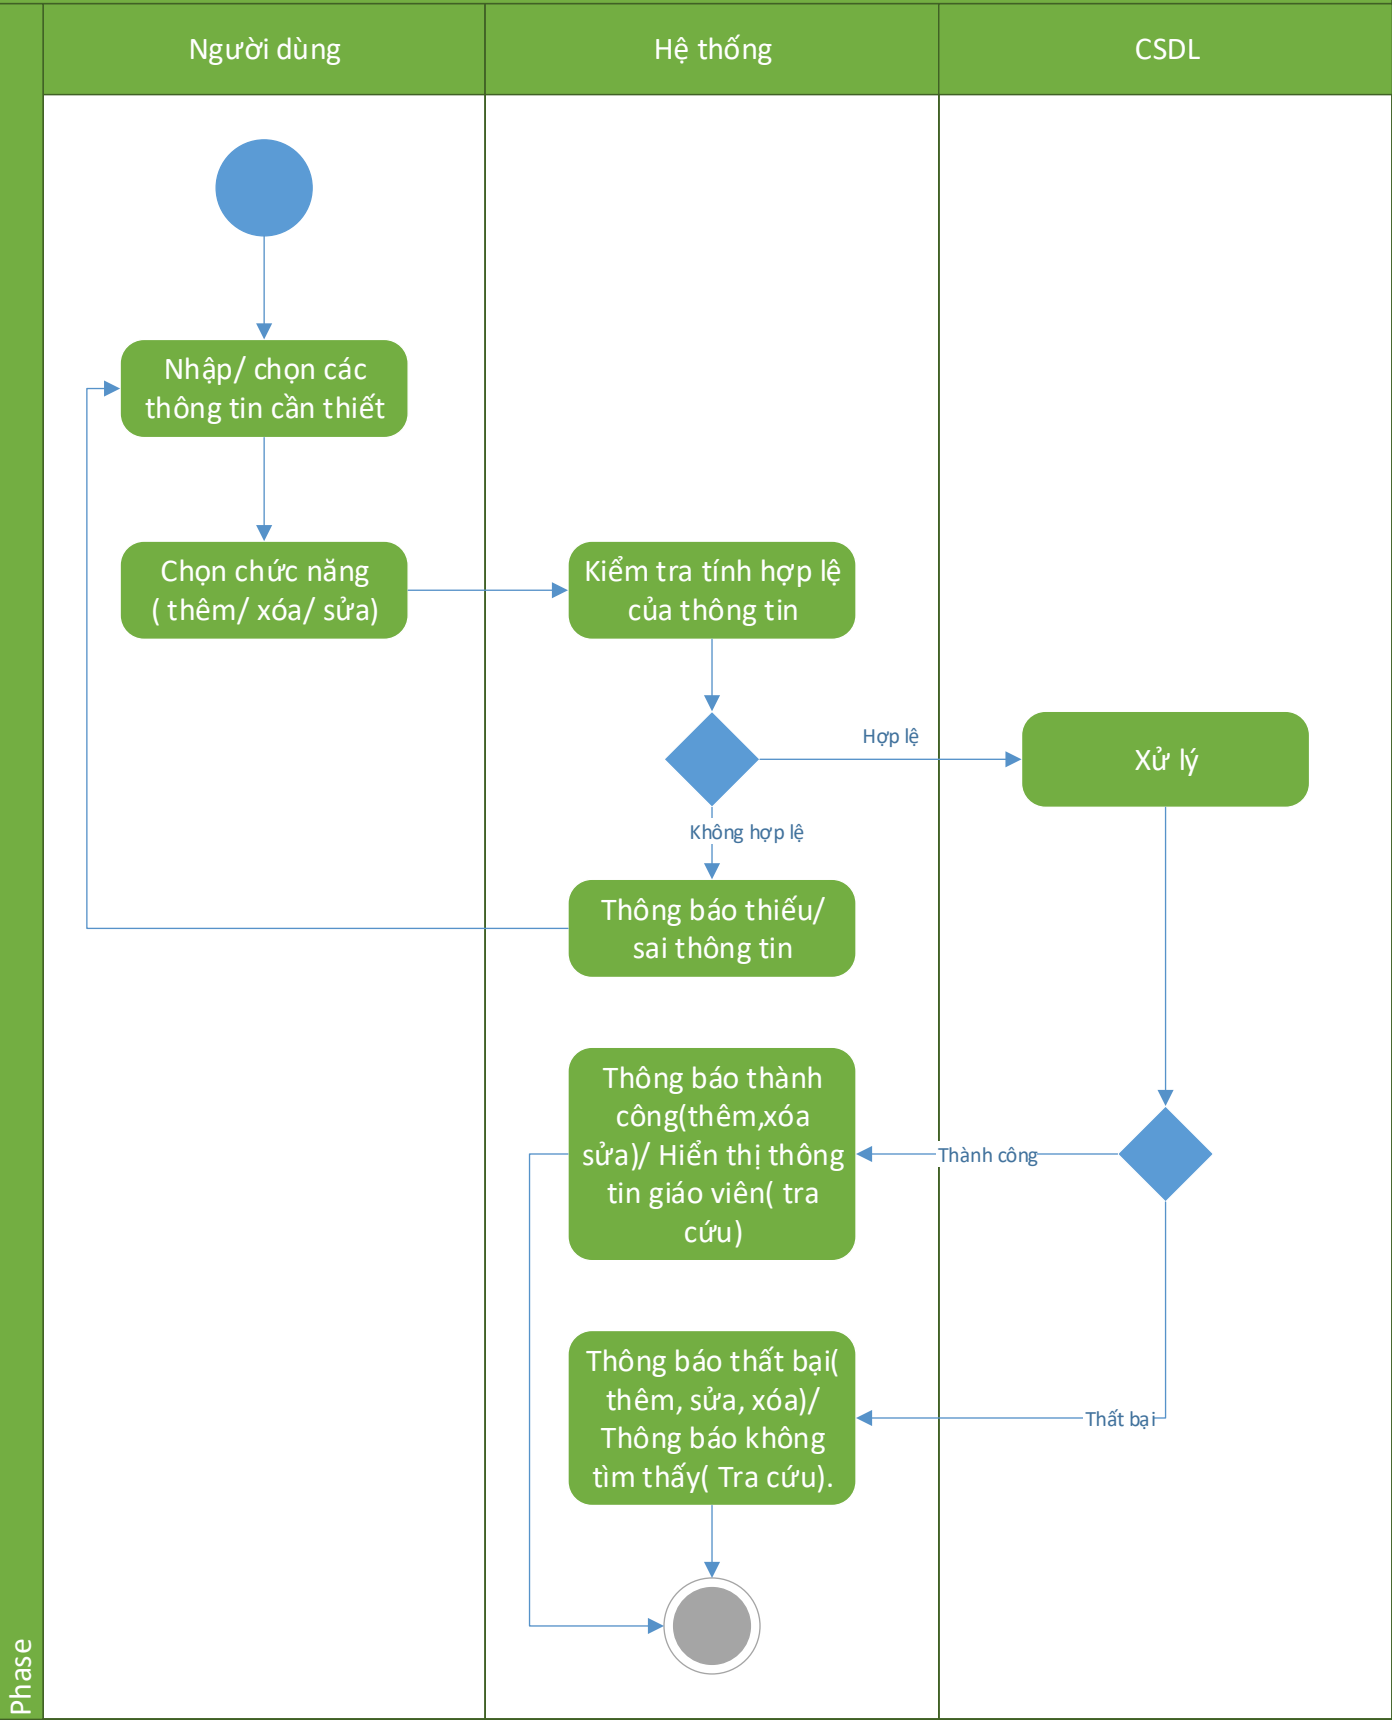 Người dùng
Hệ thống
CSDL
Nhập/ chọn các
thông tin cần thiết
Chọn chức năng
( thêm/ xóa/ sửa)
Kiểm tra tính hợp lệ
của thông tin
Hợp lệ
Xử lý
Không hợp lệ
Thông báo thiếu/
sai thông tin
Thông báo thành
công(thêm,xóa
sửa)/ Hiển thị thông
tin giáo viên( tra
cứu)
Thành công
Thông báo thất bại(
thêm, sửa, xóa)/
Thông báo không
tìm thấy( Tra cứu).
Thất bại
Phase